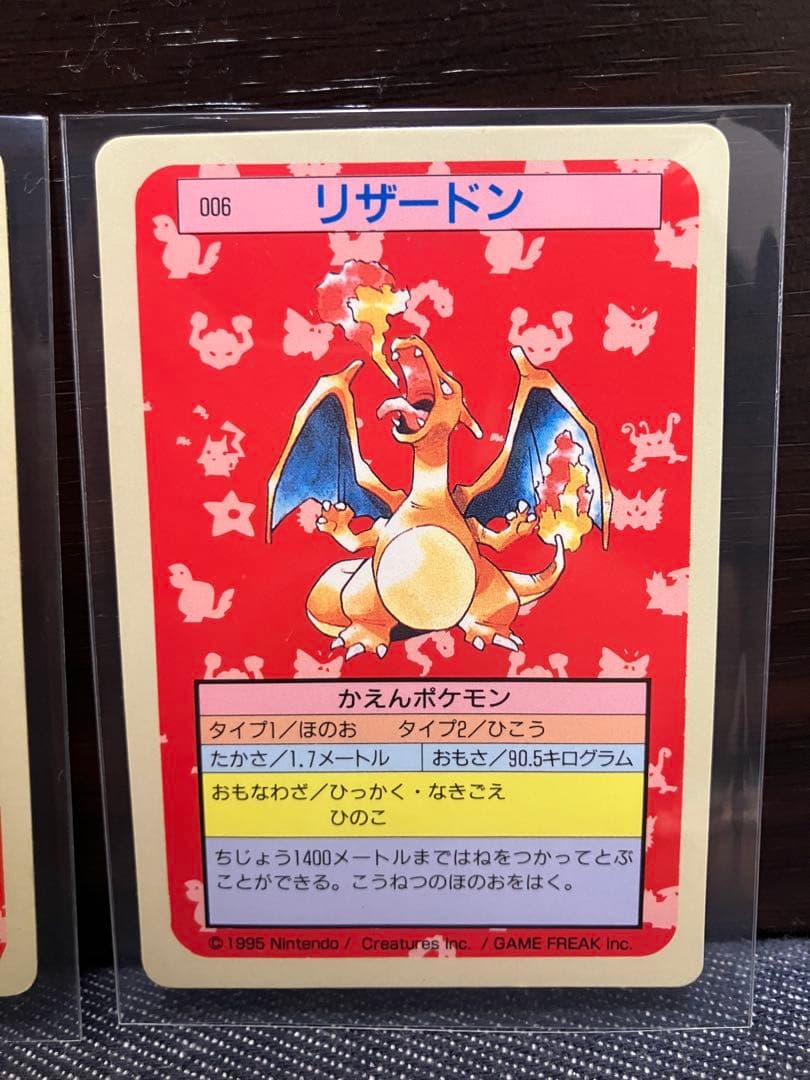 006 リザードン
かえんポケモン
タイプ1／ほのお タイプ2／ひこう
たかさ／1.7メートル おもさ／90.5キログラム
おもなわざ／ひっかく・なきごえ
ひのこ
ちじょう1400メートルまではねをつかってとぶ
ことができる。こうねつのほのおをはく。
©1995 Nintendo / Creatures Inc. / GAME FREAK Inc.